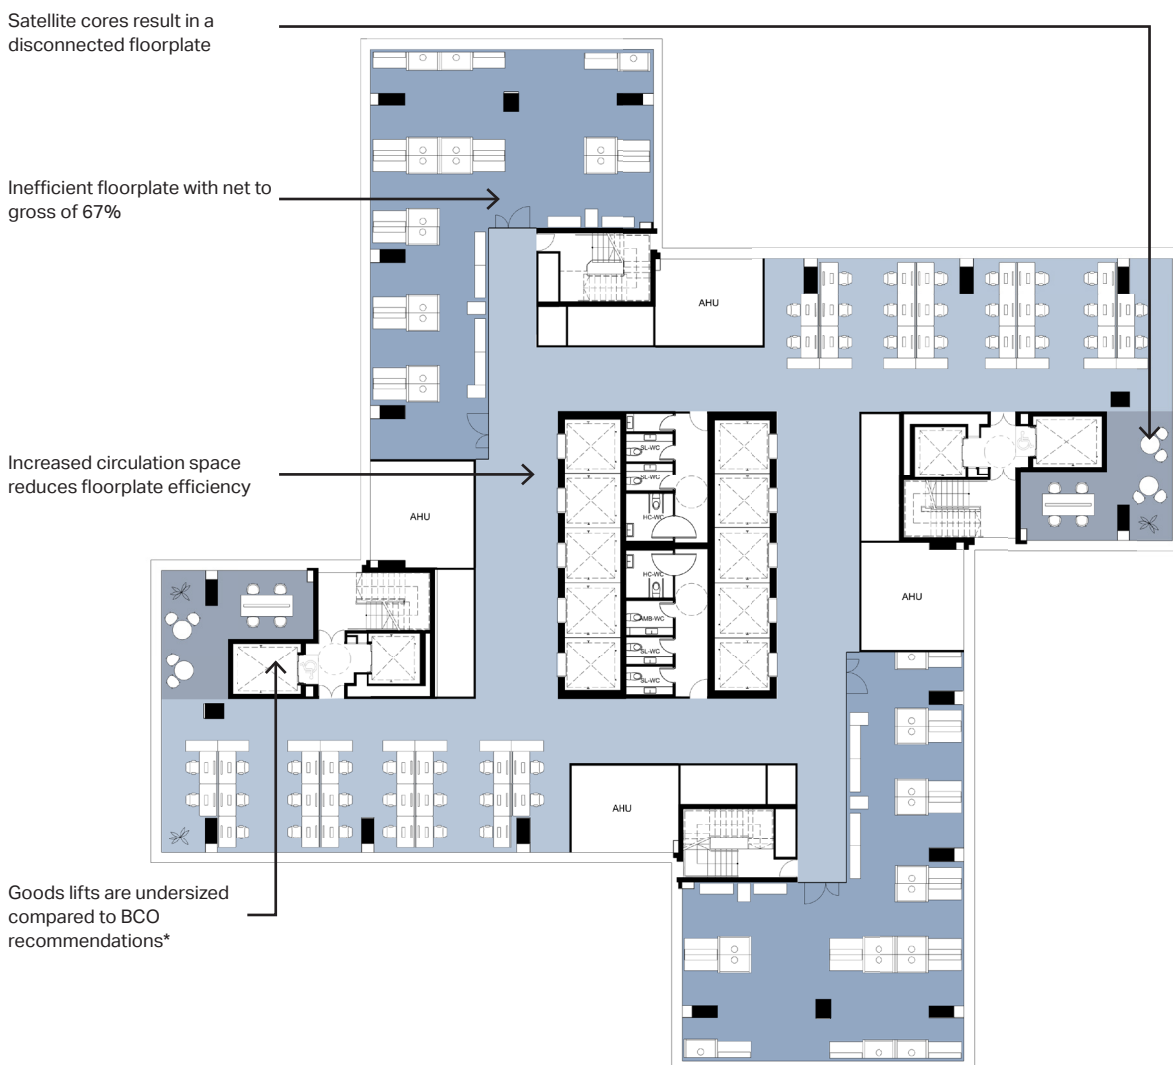 Satellite cores result in a
disconnected floorplate
Inefficient floorplate with net to
gross of 67%
AHU
Increased circulation space
reduces floorplate efficiency
SL-WC
SL-WC
AHU
HC-WC
HC-WC
AHU
AMB-WC
SL-WC
SL-WC
AHU
Goods lifts are undersized
compared to BCO
recommendations*